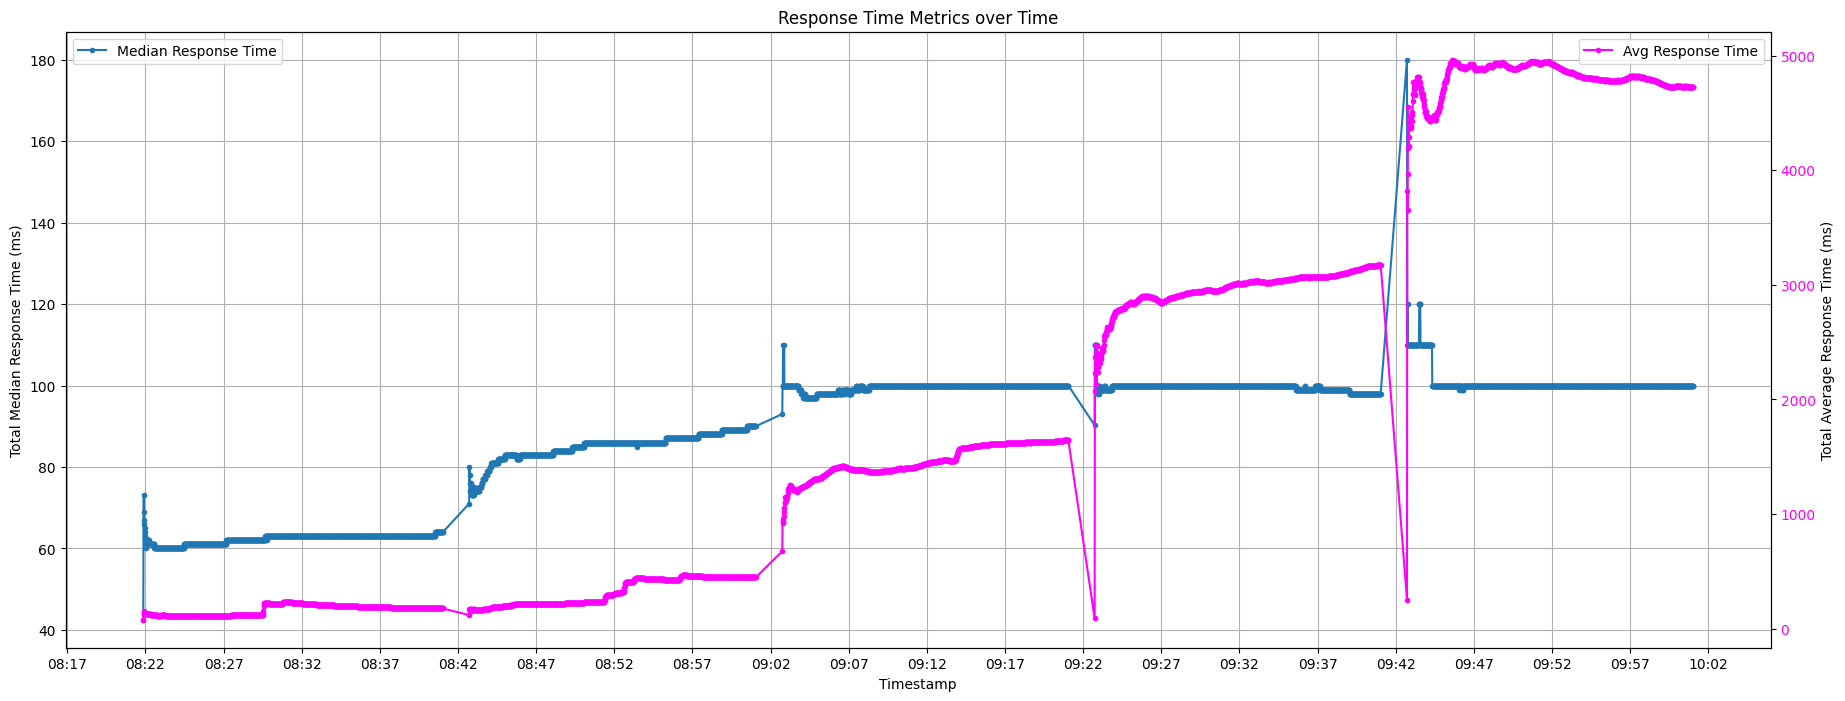 Response Time Metrics over Time
Median Response Time
Avg Response Time
Total Median Response Time (ms)
180
160
140
120
100
80
60
40
5000
4000
3000
2000
1000
0
Total Average Response Time (ms)
08:17 08:22 08:27 08:32 08:37 08:42 08:47 08:52 08:57 09:02 09:07 09:12 09:17 09:22 09:27 09:32 09:37 09:42 09:47 09:52 09:57 10:02
Timestamp